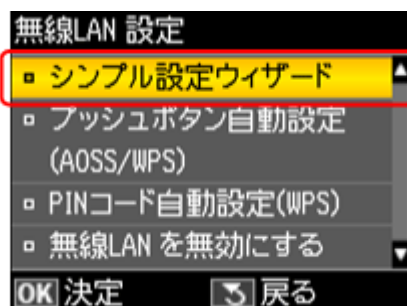 無線LAN 設定
シンプル設定ウィザード
プッシュボタン自動設定
(AOSS/WPS)
PINコード自動設定(WPS)
無線LAN を無効にする
OK 決定 戻る